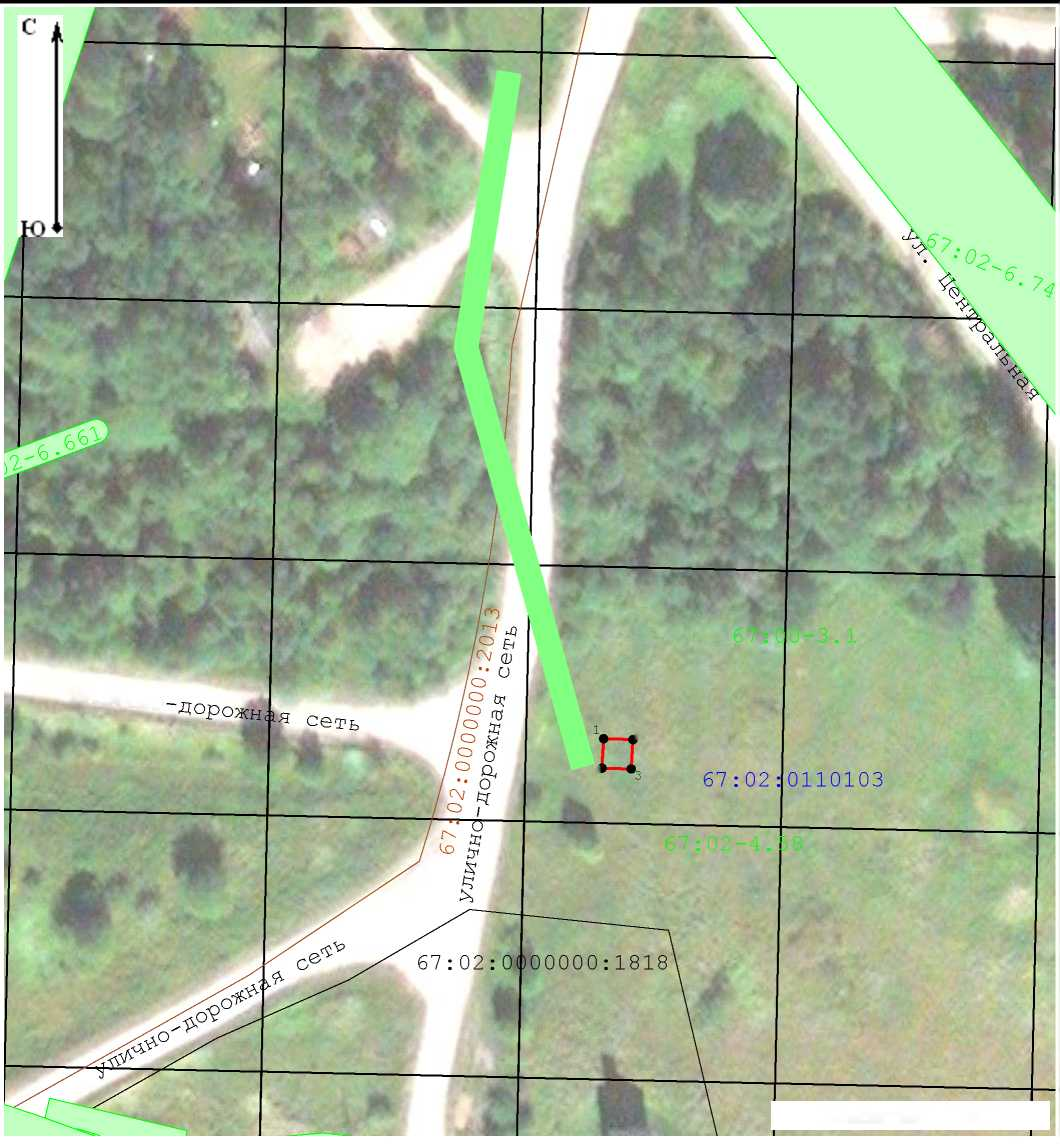 С
Ю
67:02-6.74
ул. Центральная
02-6.661
67:00-3.1
67:02:0000000:2013
улично-дорожная сеть
-дорожная сеть
1
3
67:02:0110103
67:02-4.58
67:02:0000000:1818
улично-дорожная сеть